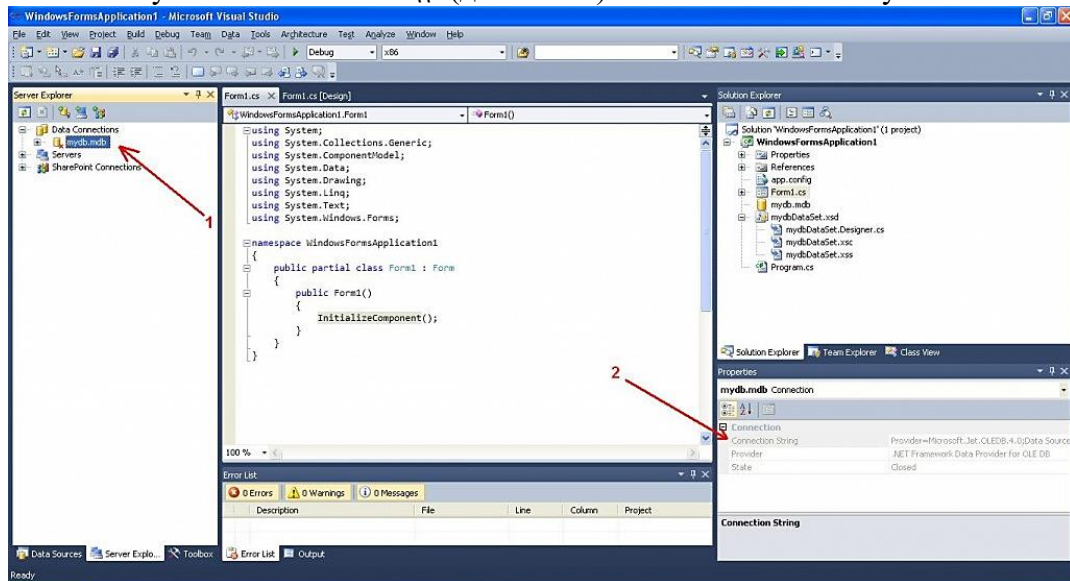 WindowsFormsApplication1 - Microsoft Visual Studio
File Edit View Project Build Debug Team Data Tools Architecture Test Analyze Window Help
Debug x86
Server Explorer
Data Connections
mydb.mdb
Servers
SharePoint Connections
1
Form1.cs Form1.cs [Design]
WindowsFormsApplication1.Form1 Form1()
using System;
using System.Collections.Generic;
using System.ComponentModel;
using System.Data;
using System.Drawing;
using System.Linq;
using System.Text;
using System.Windows.Forms;
namespace WindowsFormsApplication1
{
public partial class Form1 : Form
{
public Form1()
{
InitializeComponent();
}
}
}
2
100 %
Error List
0 Errors 0 Warnings 0 Messages
Description File Line Column Project
Solution Explorer
Solution 'WindowsFormsApplication1' (1 project)
WindowsFormsApplication1
Properties
References
app.config
Form1.cs
mydb.mdb
mydbDataSet.xsd
mydbDataSet.Designer.cs
mydbDataSet.xsc
mydbDataSet.xss
Program.cs
Solution Explorer Team Explorer Class View
Properties
mydb.mdb Connection
Connection
Connection String Provider=Microsoft.Jet.OLEDB.4.0;Data Source
Provider .NET Framework Data Provider for OLE DB
State Closed
Connection String
Data Sources Server Explo... Toolbox Error List Output
Ready